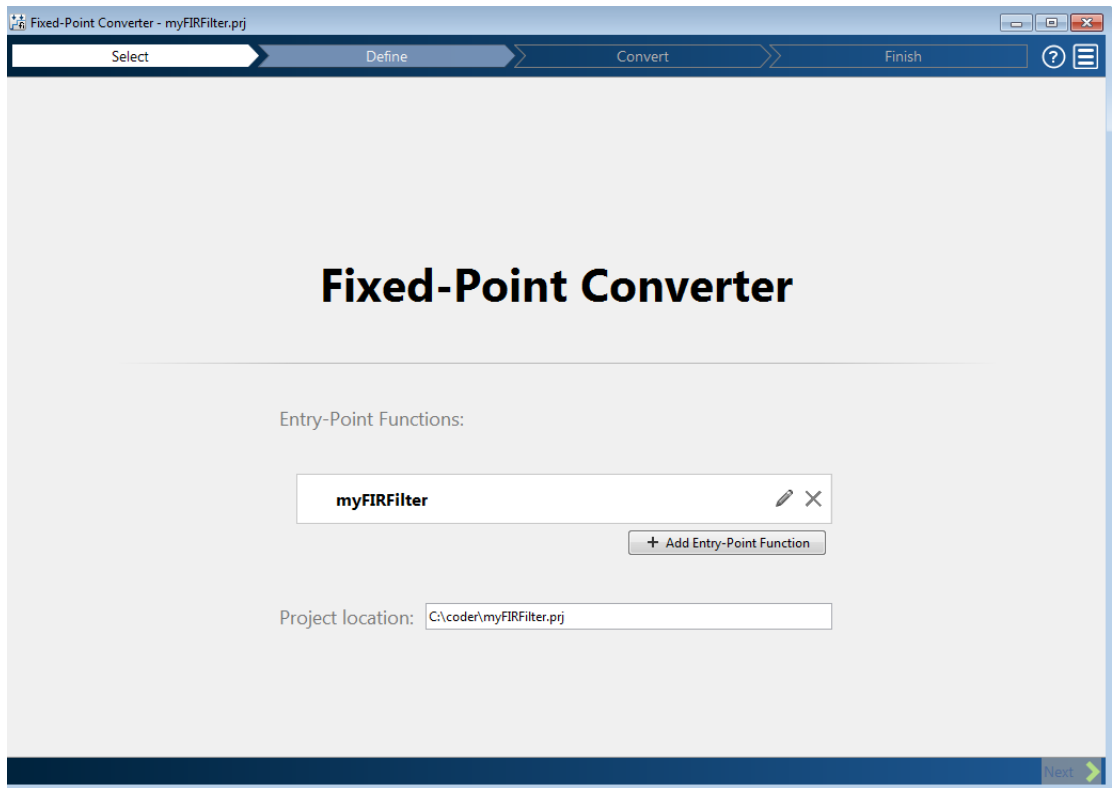 Fixed-Point Converter - myFIRFilter.prj
Select Define Convert Finish ?
Fixed-Point Converter
Entry-Point Functions:
myFIRFilter
+ Add Entry-Point Function
Project location: C:\coder\myFIRFilter.prj
Next